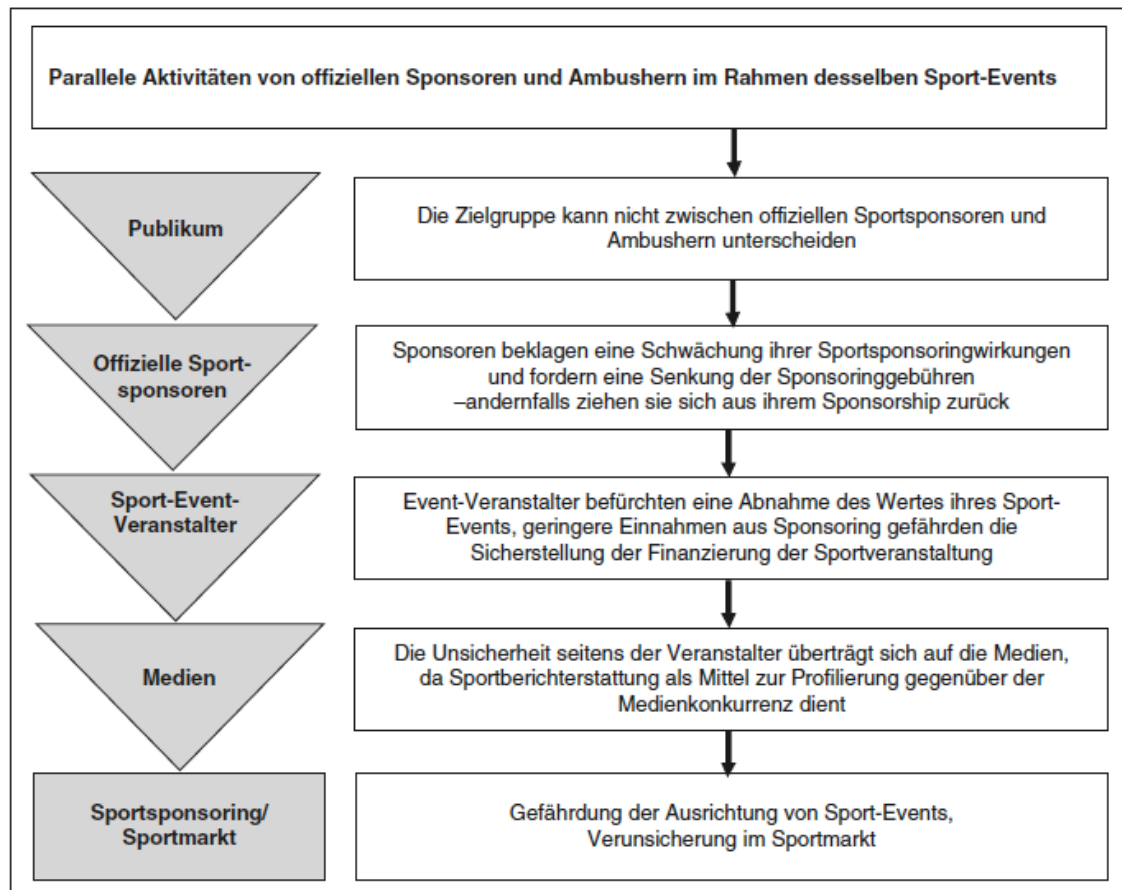 Parallele Aktivitäten von offiziellen Sponsoren und Ambushern im Rahmen desselben Sport-Events
Publikum
Die Zielgruppe kann nicht zwischen offiziellen Sportsponsoren und
Ambushern unterscheiden
Offizielle Sport-
sponsoren
Sponsoren beklagen eine Schwächung ihrer Sportsponsoringwirkungen
und fordern eine Senkung der Sponsoringgebühren
–andernfalls ziehen sie sich aus ihrem Sponsorship zurück
Sport-Event-
Veranstalter
Event-Veranstalter befürchten eine Abnahme des Wertes ihres Sport-
Events, geringere Einnahmen aus Sponsoring gefährden die
Sicherstellung der Finanzierung der Sportveranstaltung
Medien
Die Unsicherheit seitens der Veranstalter überträgt sich auf die Medien,
da Sportberichterstattung als Mittel zur Profilierung gegenüber der
Medienkonkurrenz dient
Sportsponsoring/
Sportmarkt
Gefährdung der Ausrichtung von Sport-Events,
Verunsicherung im Sportmarkt